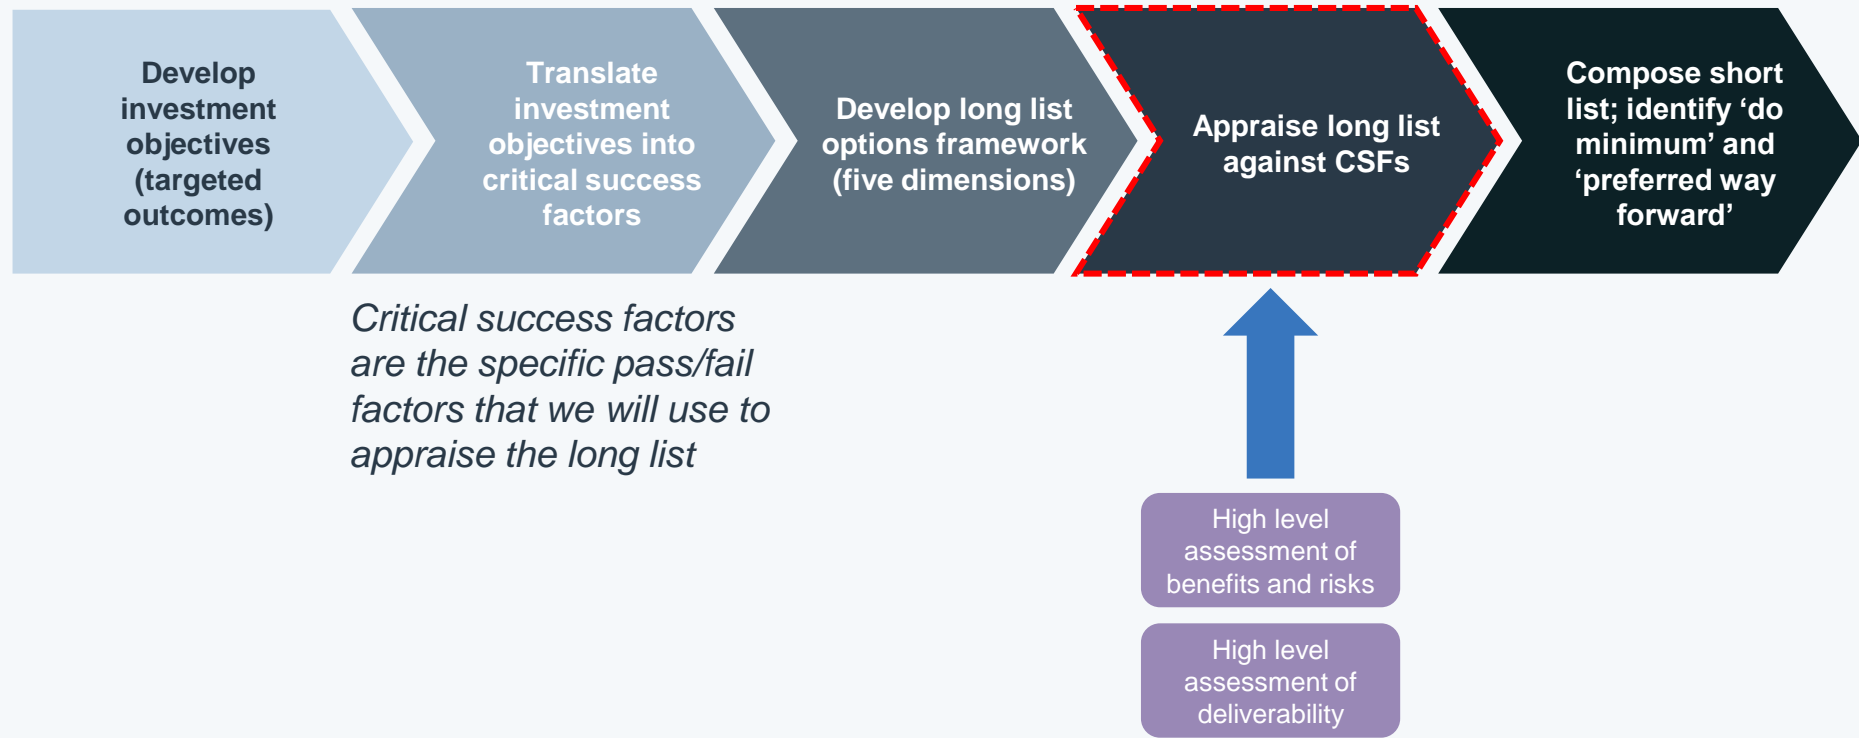 Develop
investment
objectives
(targeted
outcomes)
Translate
investment
objectives into
critical success
factors
Develop long list
options framework
(five dimensions)
Appraise long list
against CSFs
Compose short
list; identify ‘do
minimum’ and
‘preferred way
forward’
Critical success factors
are the specific pass/fail
factors that we will use to
appraise the long list
High level
assessment of
benefits and risks
High level
assessment of
deliverability